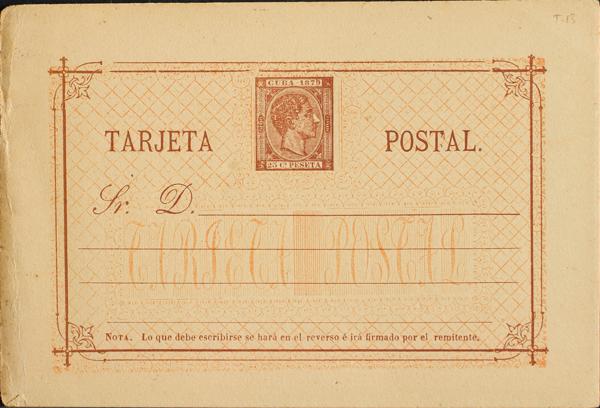 T-13
CUBA 1879
25 Cs PESETA
TARJETA POSTAL.
Sr. D.
TARJETA POSTAL
NOTA. Lo que debe escribirse se hará en el reverso é irá firmado por el remitente.